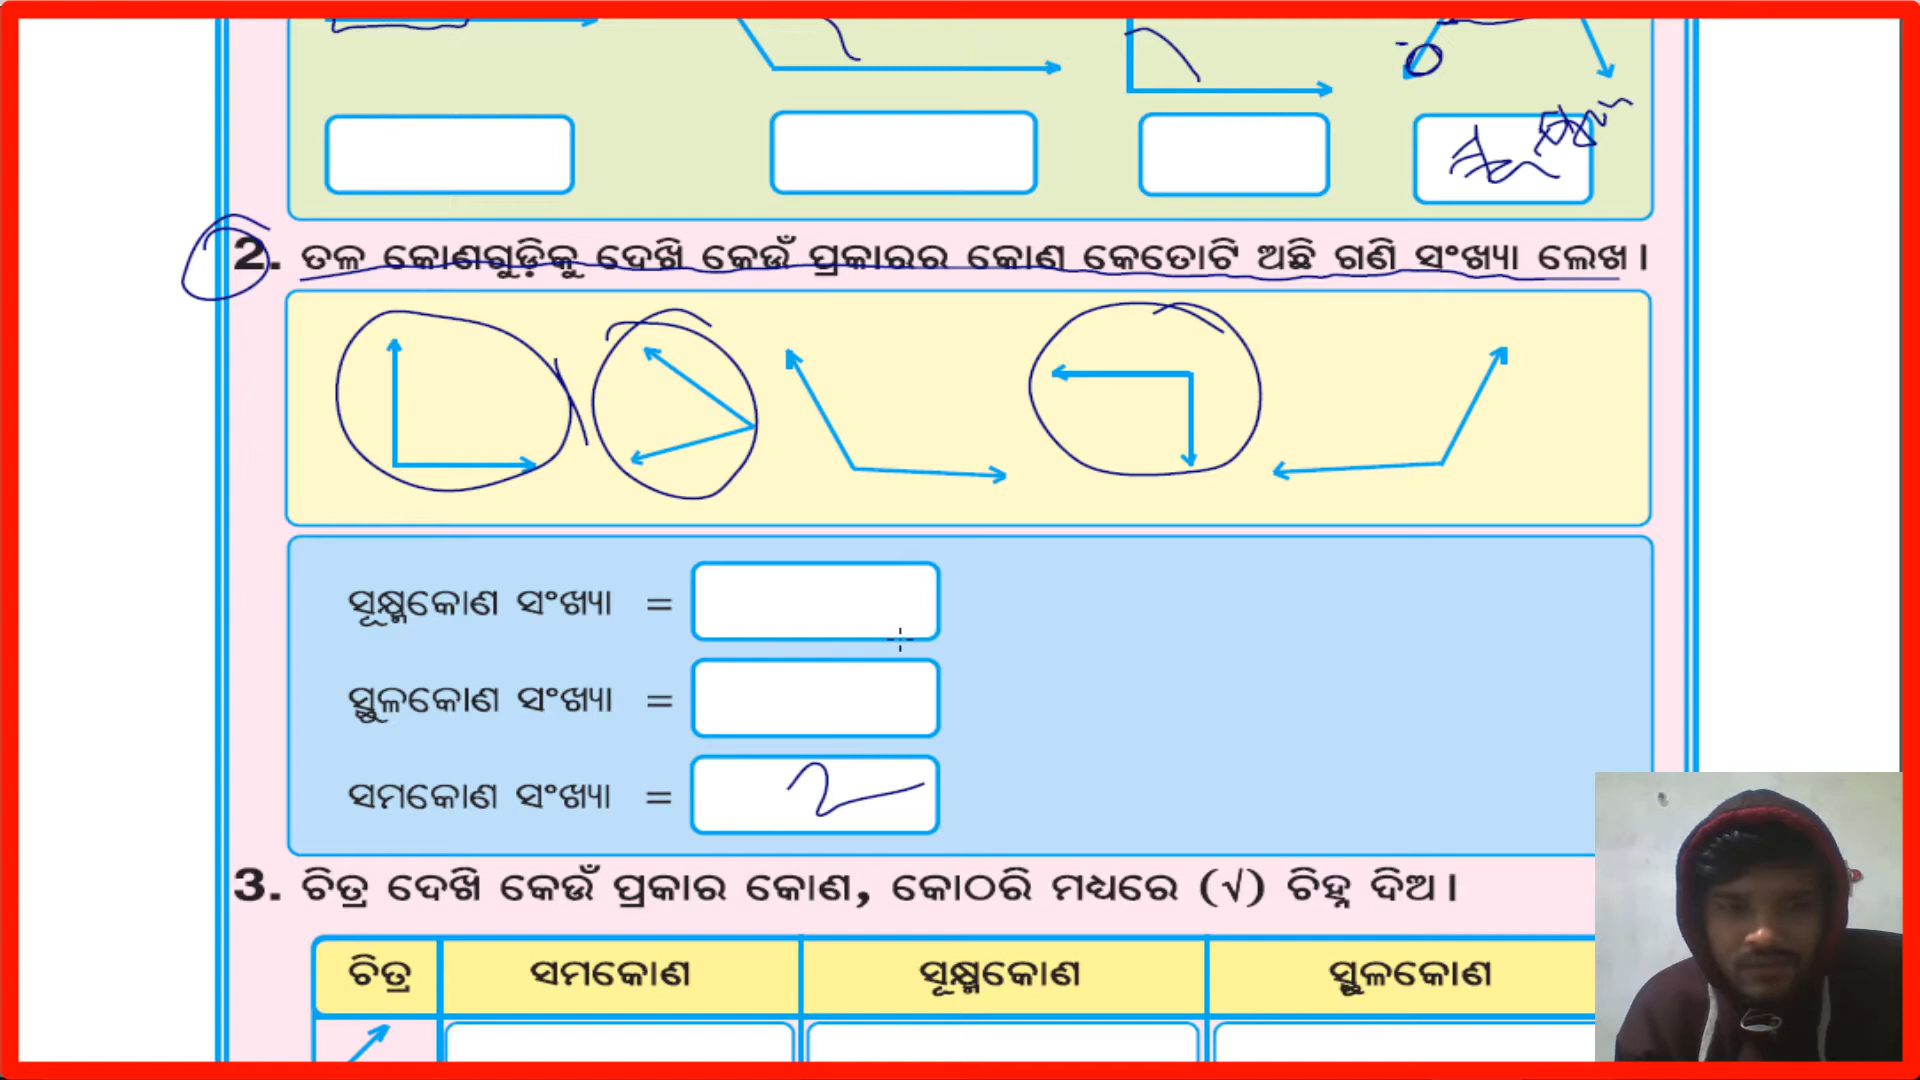 2. ତଳ କୋଣଗୁଡ଼ିକୁ ଦେଖି କେଉଁ ପ୍ରକାରର କୋଣ କେତୋଟି ଅଛି ଗଣି ସଂଖ୍ୟା ଲେଖ।
ସୂକ୍ଷ୍ମକୋଣ ସଂଖ୍ୟା =
ସ୍ଥୁଳକୋଣ ସଂଖ୍ୟା =
ସମକୋଣ ସଂଖ୍ୟା = 2
3. ଚିତ୍ର ଦେଖି କେଉଁ ପ୍ରକାର କୋଣ, କୋଠରି ମଧ୍ୟରେ (√) ଚିହ୍ନ ଦିଅ।
ଚିତ୍ର ସମକୋଣ ସୂକ୍ଷ୍ମକୋଣ ସ୍ଥୁଳକୋଣ